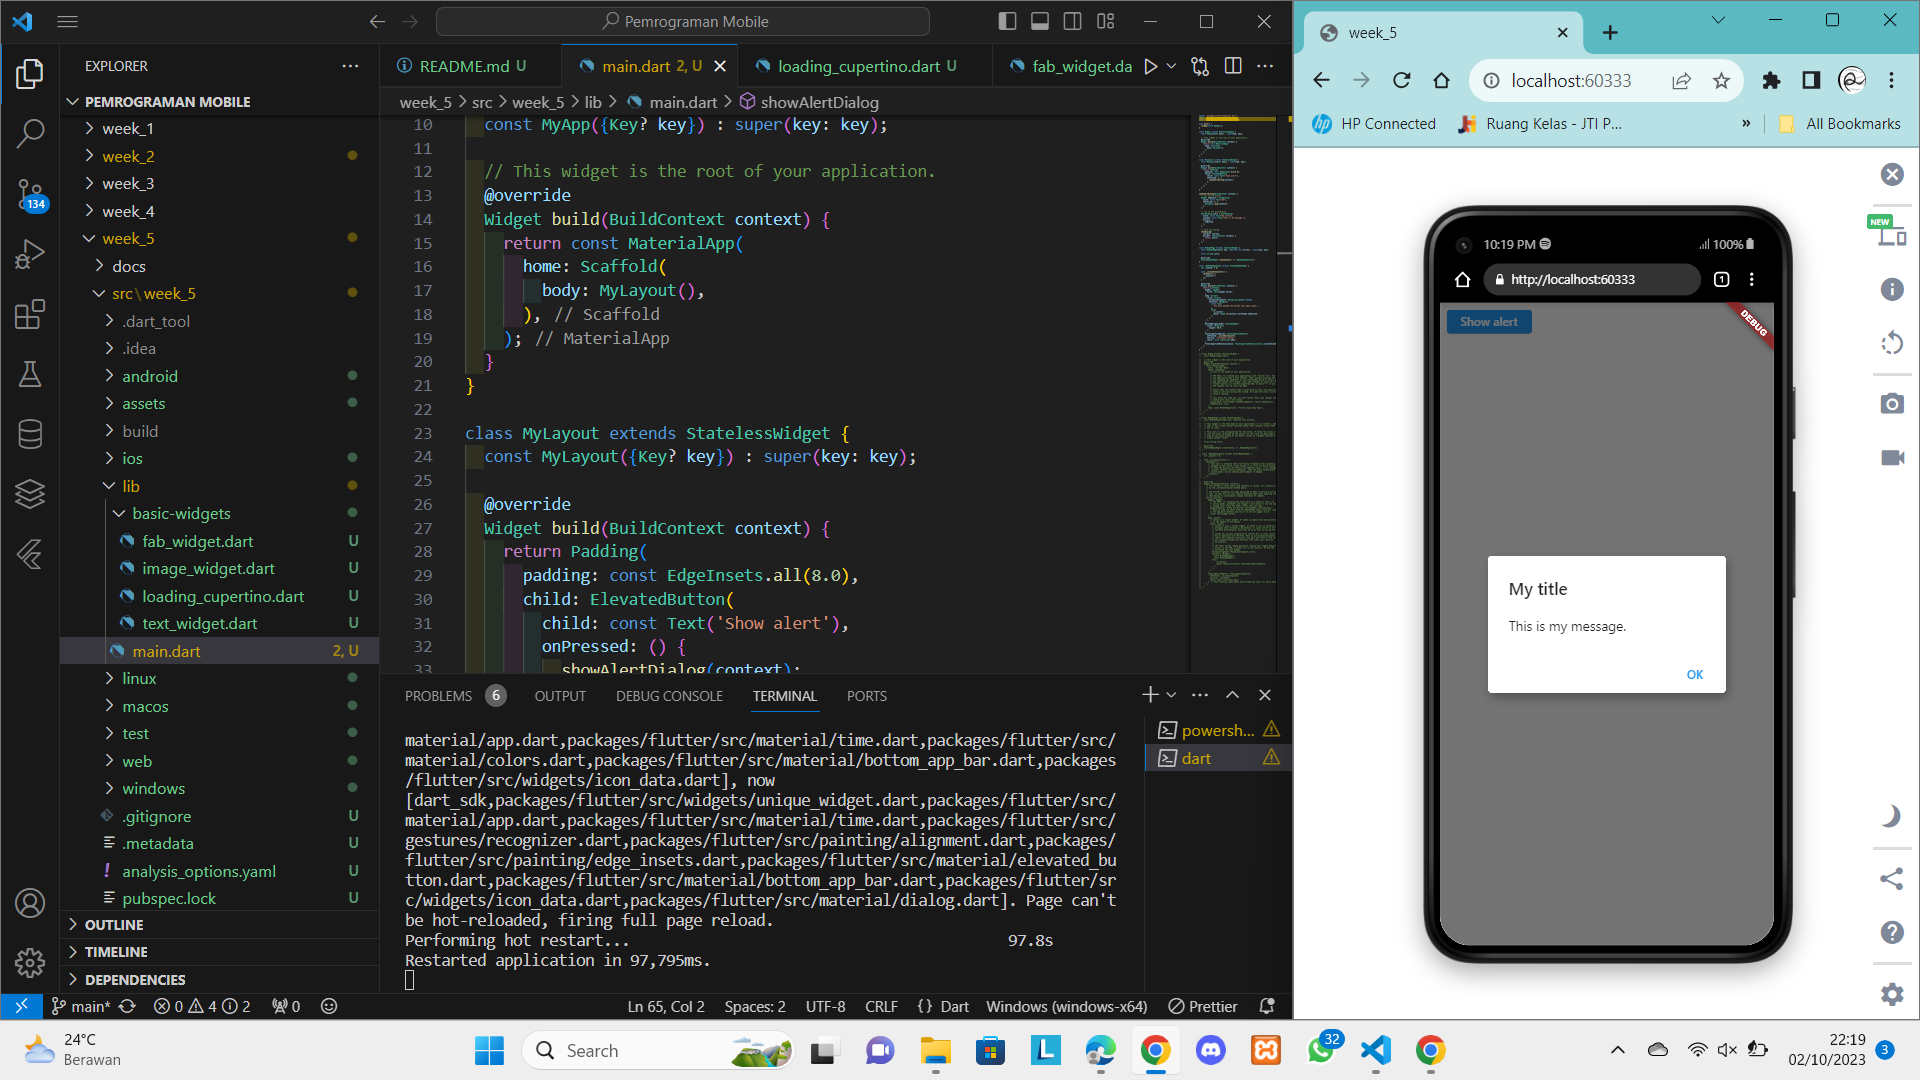 Pemrograman Mobile
EXPLORER
PEMROGRAMAN MOBILE
week_1
week_2
week_3
week_4
week_5
docs
src\week_5
.dart_tool
.idea
android
assets
build
ios
lib
basic-widgets
fab_widget.dart U
image_widget.dart U
loading_cupertino.dart U
text_widget.dart U
main.dart 2, U
linux
macos
test
web
windows
.gitignore U
.metadata U
analysis_options.yaml U
pubspec.lock U
OUTLINE
TIMELINE
DEPENDENCIES
134
README.md U
main.dart 2, U
loading_cupertino.dart U
fab_widget.da
week_5 > src > week_5 > lib > main.dart > showAlertDialog
10 const MyApp({Key? key}) : super(key: key);
11
12 // This widget is the root of your application.
13 @override
14 Widget build(BuildContext context) {
15 return const MaterialApp(
16 home: Scaffold(
17 body: MyLayout(),
18 ), // Scaffold
19 ); // MaterialApp
20 }
21 }
22
23 class MyLayout extends StatelessWidget {
24 const MyLayout({Key? key}) : super(key: key);
25
26 @override
27 Widget build(BuildContext context) {
28 return Padding(
29 padding: const EdgeInsets.all(8.0),
30 child: ElevatedButton(
31 child: const Text('Show alert'),
32 onPressed: () {
33 showAlertDialog(context);
PROBLEMS 6 OUTPUT DEBUG CONSOLE TERMINAL PORTS
material/app.dart,packages/flutter/src/material/time.dart,packages/flutter/src/
material/colors.dart,packages/flutter/src/material/bottom_app_bar.dart,packages
/flutter/src/widgets/icon_data.dart], now
[dart_sdk,packages/flutter/src/widgets/unique_widget.dart,packages/flutter/src/
material/app.dart,packages/flutter/src/material/time.dart,packages/flutter/src/
gestures/recognizer.dart,packages/flutter/src/painting/alignment.dart,packages/
flutter/src/painting/edge_insets.dart,packages/flutter/src/material/elevated_bu
tton.dart,packages/flutter/src/material/bottom_app_bar.dart,packages/flutter/sr
c/widgets/icon_data.dart,packages/flutter/src/material/dialog.dart]. Page can't
be hot-reloaded, firing full page reload.
Performing hot restart... 97.8s
Restarted application in 97,795ms.
powersh...
dart
main* 0 4 2 0
Ln 65, Col 2 Spaces: 2 UTF-8 CRLF {} Dart Windows (windows-x64) Prettier
week_5
localhost:60333
HP Connected
Ruang Kelas - JTI P...
»
All Bookmarks
NEW
10:19 PM
100%
http://localhost:60333
1
Show alert
DEBUG
My title
This is my message.
OK
24°C
Berawan
Search
32
22:19
02/10/2023
3